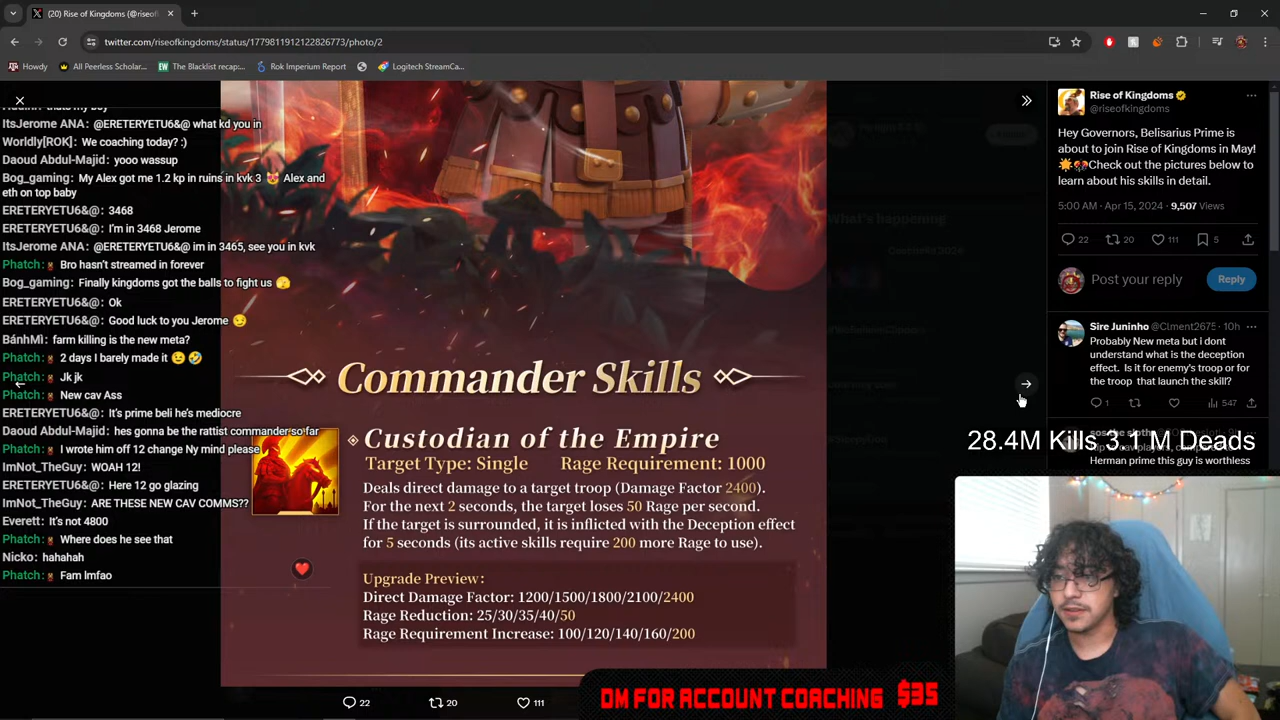 (20) Rise of Kingdoms (@riseof
twitter.com/riseofkingdoms/status/1779811912122826773/photo/2
Howdy
All Peerless Scholar...
The Blacklist recap:...
Rok Imperium Report
Logitech StreamCa...
thats my boy
ItsJerome ANA: @ERETERYETU6&@ what kd you in
Worldly[ROK]: We coaching today? :)
Daoud Abdul-Majid: yooo wassup
Bog_gaming: My Alex got me 1.2 kp in ruins in kvk 3 😻 Alex and
eth on top baby
ERETERYETU6&@: 3468
ERETERYETU6&@: I'm in 3468 Jerome
ItsJerome ANA: @ERETERYETU6&@ im in 3465, see you in kvk
Phatch: Bro hasn't streamed in forever
Bog_gaming: Finally kingdoms got the balls to fight us 🫣
ERETERYETU6&@: Ok
ERETERYETU6&@: Good luck to you Jerome 😏
BánhMì: farm killing is the new meta?
Phatch: 2 days I barely made it 😉 🤣
Phatch: Jk jk
Phatch: New cav Ass
ERETERYETU6&@: It's prime beli he's mediocre
Daoud Abdul-Majid: hes gonna be the rattist commander so far
Phatch: I wrote him off 12 change Ny mind please
ImNot_TheGuy: WOAH 12!
ERETERYETU6&@: Here 12 go glazing
ImNot_TheGuy: ARE THESE NEW CAV COMMS??
Everett: It's not 4800
Phatch: Where does he see that
Nicko: hahahah
Phatch: Fam lmfao
Commander Skills
Custodian of the Empire
Target Type: Single Rage Requirement: 1000
Deals direct damage to a target troop (Damage Factor 2400).
For the next 2 seconds, the target loses 50 Rage per second.
If the target is surrounded, it is inflicted with the Deception effect
for 5 seconds (its active skills require 200 more Rage to use).
Upgrade Preview:
Direct Damage Factor: 1200/1500/1800/2100/2400
Rage Reduction: 25/30/35/40/50
Rage Requirement Increase: 100/120/140/160/200
22
20
111
What's happening
Rise of Kingdoms
@riseofkingdoms
Hey Governors, Belisarius Prime is
about to join Rise of Kingdoms in May!
☀️🐦‍🔥Check out the pictures below to
learn about his skills in detail.
5:00 AM · Apr 15, 2024 · 9,507 Views
22
20
111
5
Post your reply
Reply
Sire Juninho @Clment2675 · 10h
Probably New meta but i dont
understand what is the deception
effect. Is it for enemy's troop or for
the troop that launch the skill?
1
547
28.4M Kills 3.1 M Deads
Herman prime this guy is worthless
DM FOR ACCOUNT COACHING $35